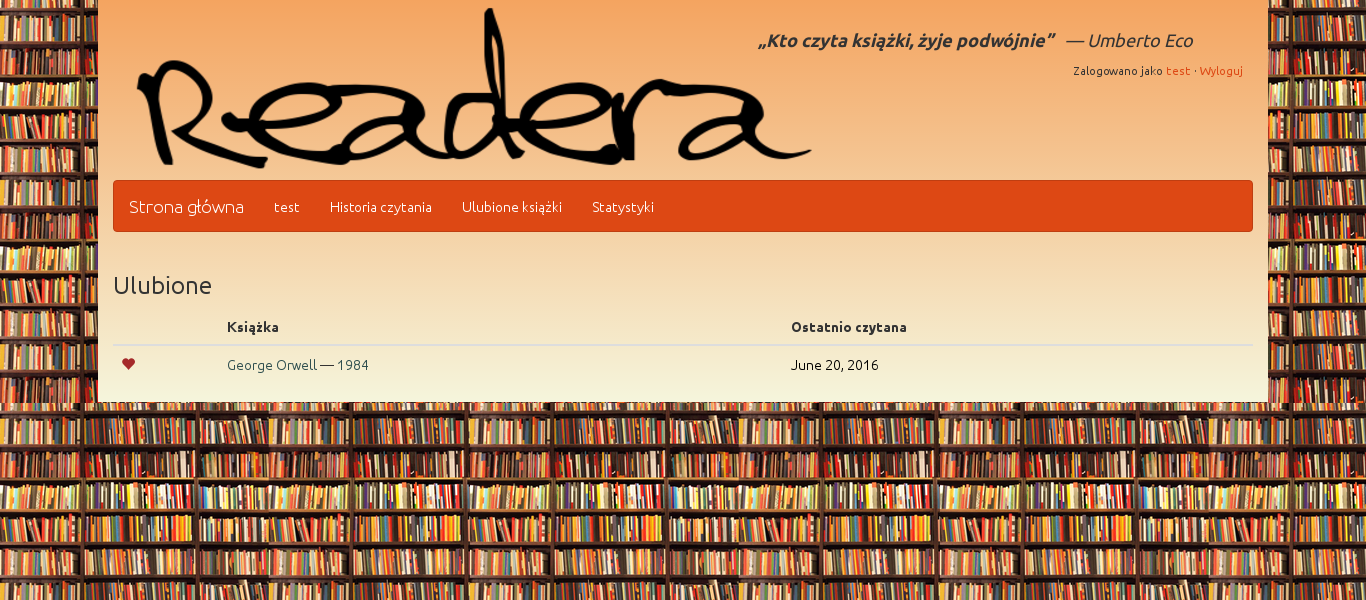 Readera
„Kto czyta książki, żyje podwójnie” — Umberto Eco
Zalogowano jako test · Wyloguj
Strona główna test Historia czytania Ulubione książki Statystyki
Ulubione
Książka Ostatnio czytana
George Orwell — 1984 June 20, 2016